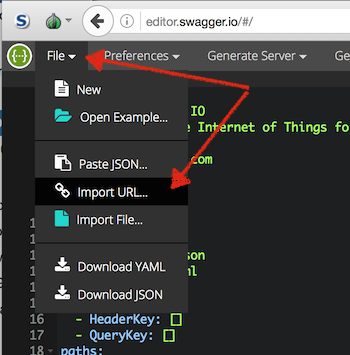 editor.swagger.io/#/
File Preferences Generate Server Ge
New
IO
Open Example...
e Internet of Things fo
Paste JSON...
com
Import URL...
Import File...
son
Download YAML
ml
Download JSON
16 - HeaderKey: []
17 - QueryKey: []
18 paths: